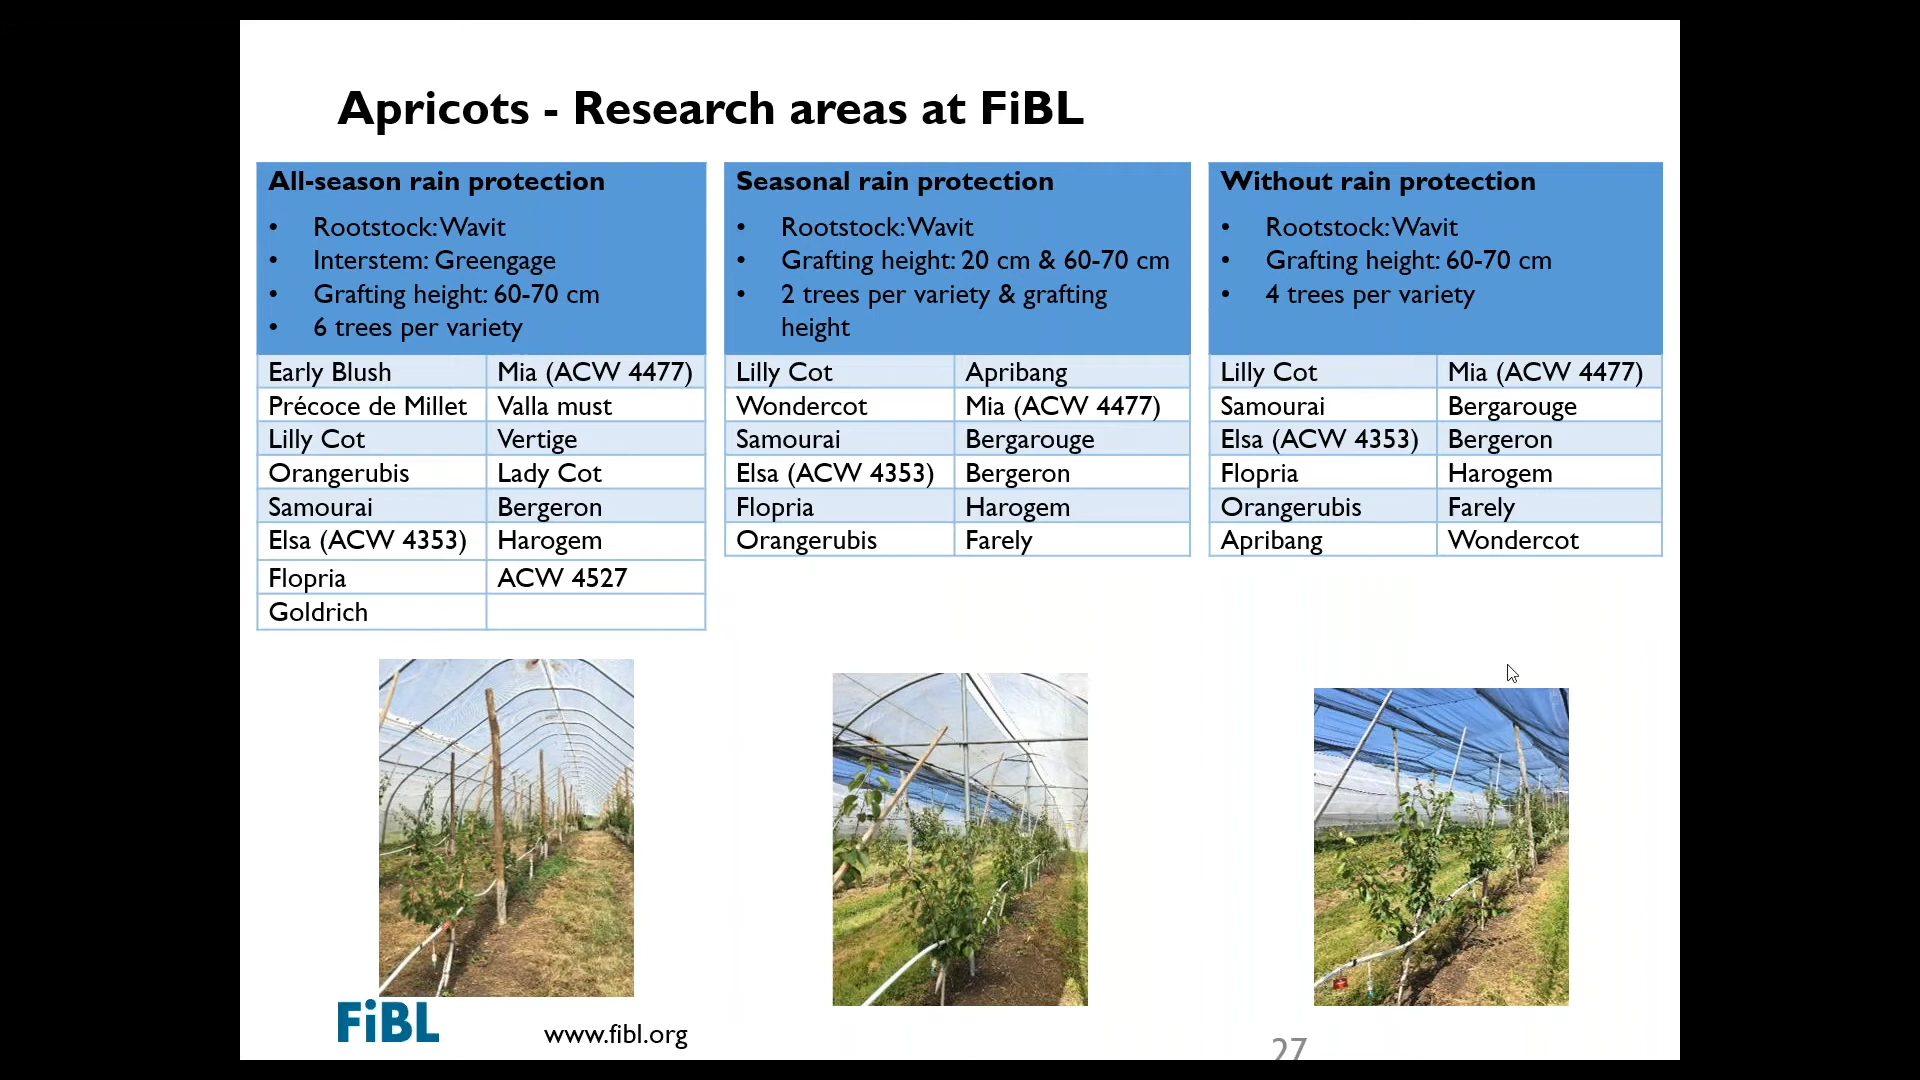 Apricots - Research areas at FiBL
All-season rain protection
• Rootstock: Wavit
• Interstem: Greengage
• Grafting height: 60-70 cm
• 6 trees per variety
Early Blush Mia (ACW 4477)
Précoce de Millet Valla must
Lilly Cot Vertige
Orangerubis Lady Cot
Samourai Bergeron
Elsa (ACW 4353) Harogem
Flopria ACW 4527
Goldrich
Seasonal rain protection
• Rootstock: Wavit
• Grafting height: 20 cm & 60-70 cm
• 2 trees per variety & grafting
height
Lilly Cot Apribang
Wondercot Mia (ACW 4477)
Samourai Bergarouge
Elsa (ACW 4353) Bergeron
Flopria Harogem
Orangerubis Farely
Without rain protection
• Rootstock: Wavit
• Grafting height: 60-70 cm
• 4 trees per variety
Lilly Cot Mia (ACW 4477)
Samourai Bergarouge
Elsa (ACW 4353) Bergeron
Flopria Harogem
Orangerubis Farely
Apribang Wondercot
FiBL
www.fibl.org
27